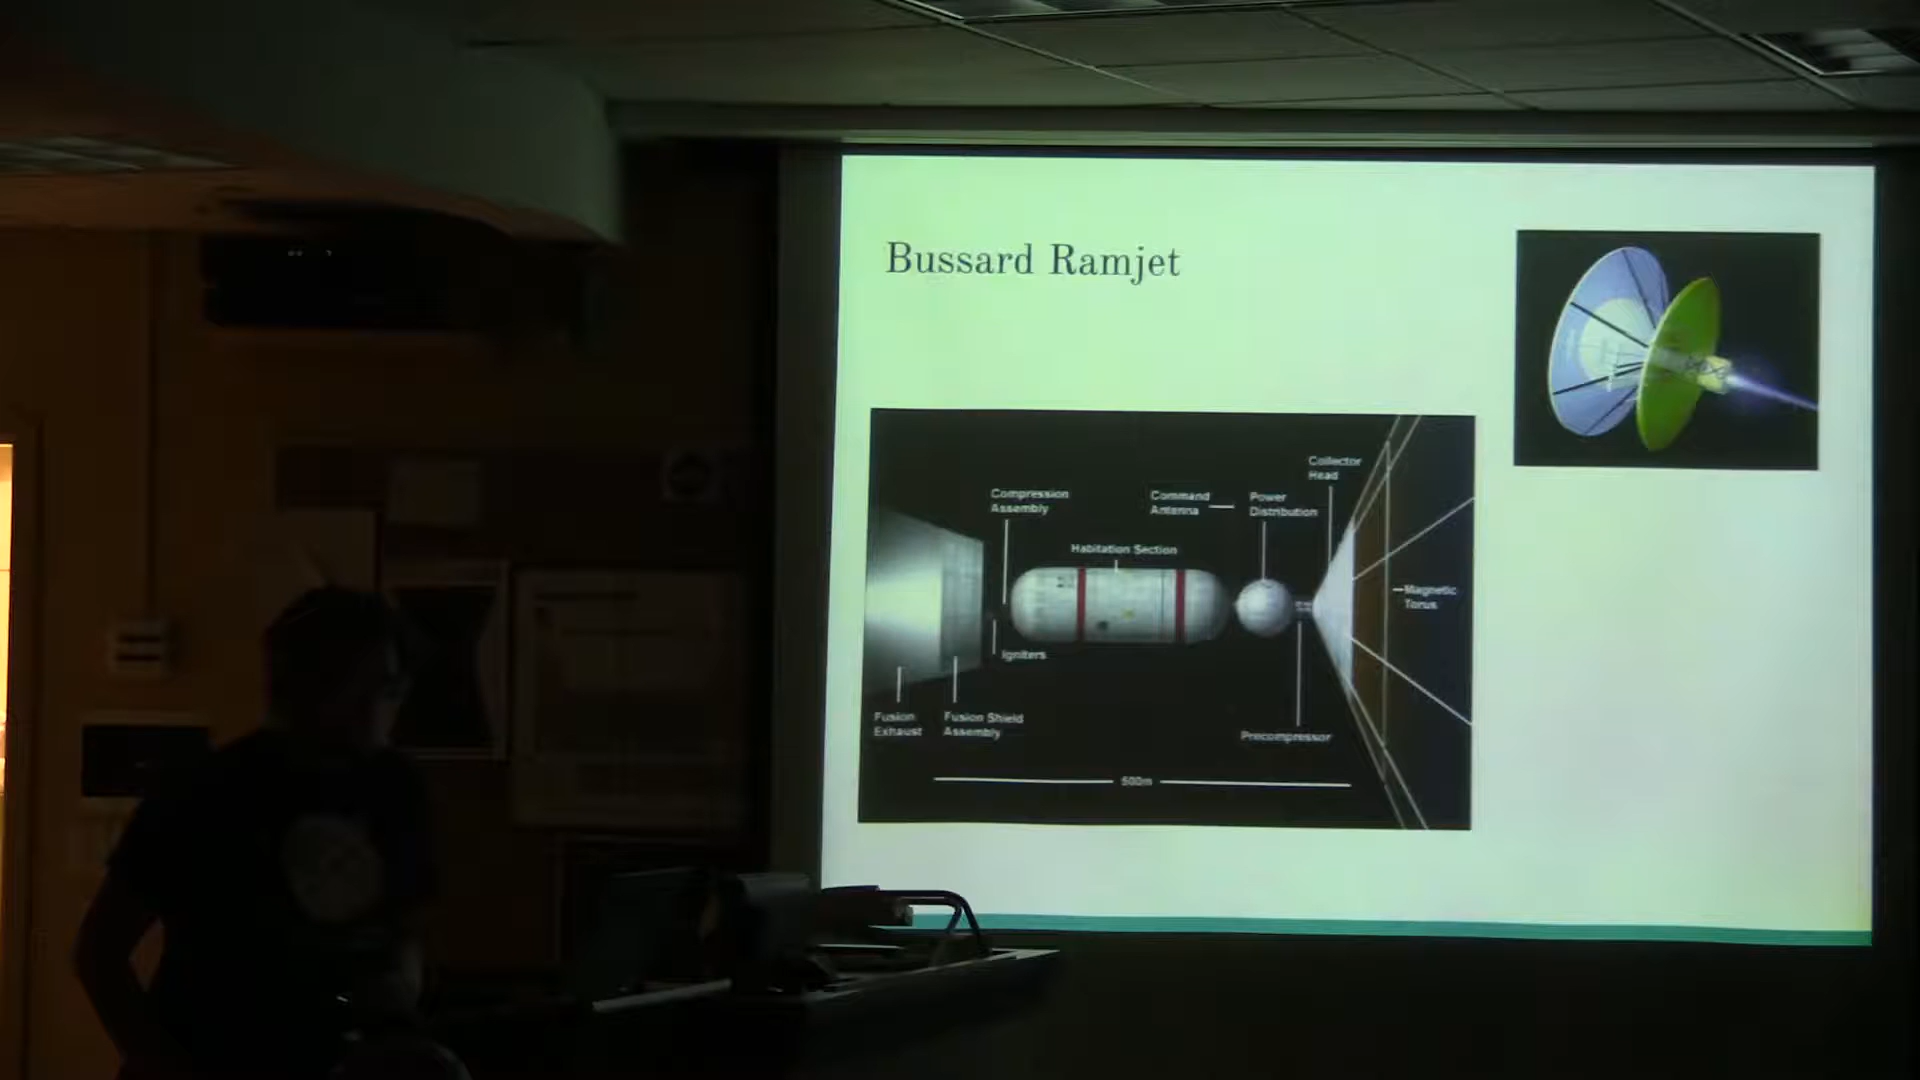 Bussard Ramjet
Collector
Head
Compression
Assembly
Command
Antenna
Power
Distribution
Habitation Section
Magnetic
Torus
Igniters
Fusion
Exhaust
Fusion Shield
Assembly
Precompressor
500m